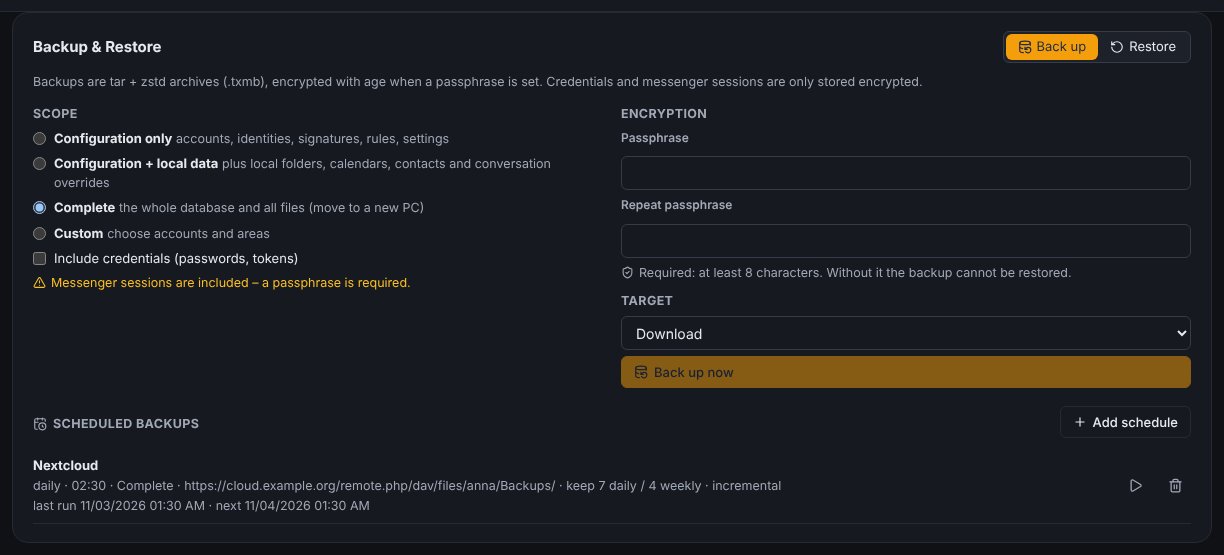 Backup & Restore
Back up
Restore
Backups are tar + zstd archives (.txmb), encrypted with age when a passphrase is set. Credentials and messenger sessions are only stored encrypted.
SCOPE
Configuration only accounts, identities, signatures, rules, settings
Configuration + local data plus local folders, calendars, contacts and conversation
overrides
Complete the whole database and all files (move to a new PC)
Custom choose accounts and areas
Include credentials (passwords, tokens)
Messenger sessions are included – a passphrase is required.
ENCRYPTION
Passphrase
Repeat passphrase
Required: at least 8 characters. Without it the backup cannot be restored.
TARGET
Download
Back up now
SCHEDULED BACKUPS
Add schedule
Nextcloud
daily · 02:30 · Complete · https://cloud.example.org/remote.php/dav/files/anna/Backups/ · keep 7 daily / 4 weekly · incremental
last run 11/03/2026 01:30 AM · next 11/04/2026 01:30 AM